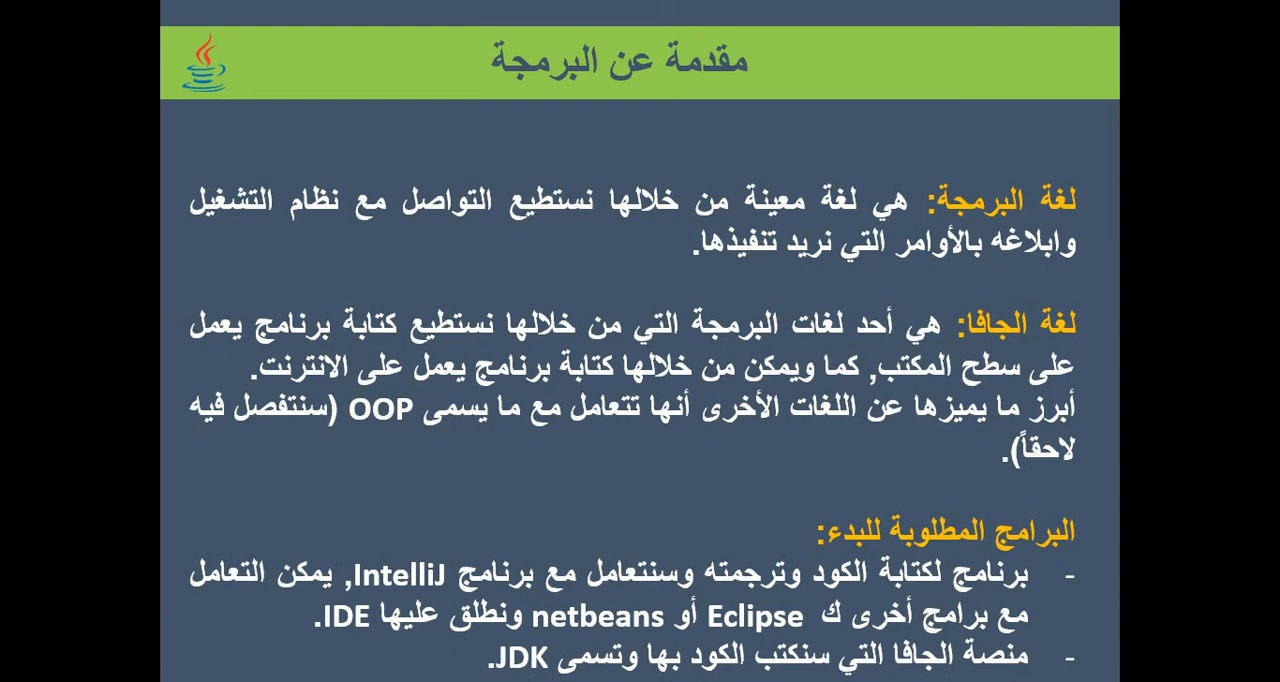 مقدمة عن البرمجة
لغة البرمجة: هي لغة معينة من خلالها نستطيع التواصل مع نظام التشغيل
وابلاغه بالأوامر التي نريد تنفيذها.
لغة الجافا: هي أحد لغات البرمجة التي من خلالها نستطيع كتابة برنامج يعمل
على سطح المكتب, كما ويمكن من خلالها كتابة برنامج يعمل على الانترنت.
أبرز ما يميزها عن اللغات الأخرى أنها تتعامل مع ما يسمى OOP (سنتفصل فيه
لاحقاً).
البرامج المطلوبة للبدء:
- برنامج لكتابة الكود وترجمته وسنتعامل مع برنامج IntelliJ, يمكن التعامل
مع برامج أخرى ك Eclipse أو netbeans ونطلق عليها IDE.
- منصة الجافا التي سنكتب الكود بها وتسمى JDK.